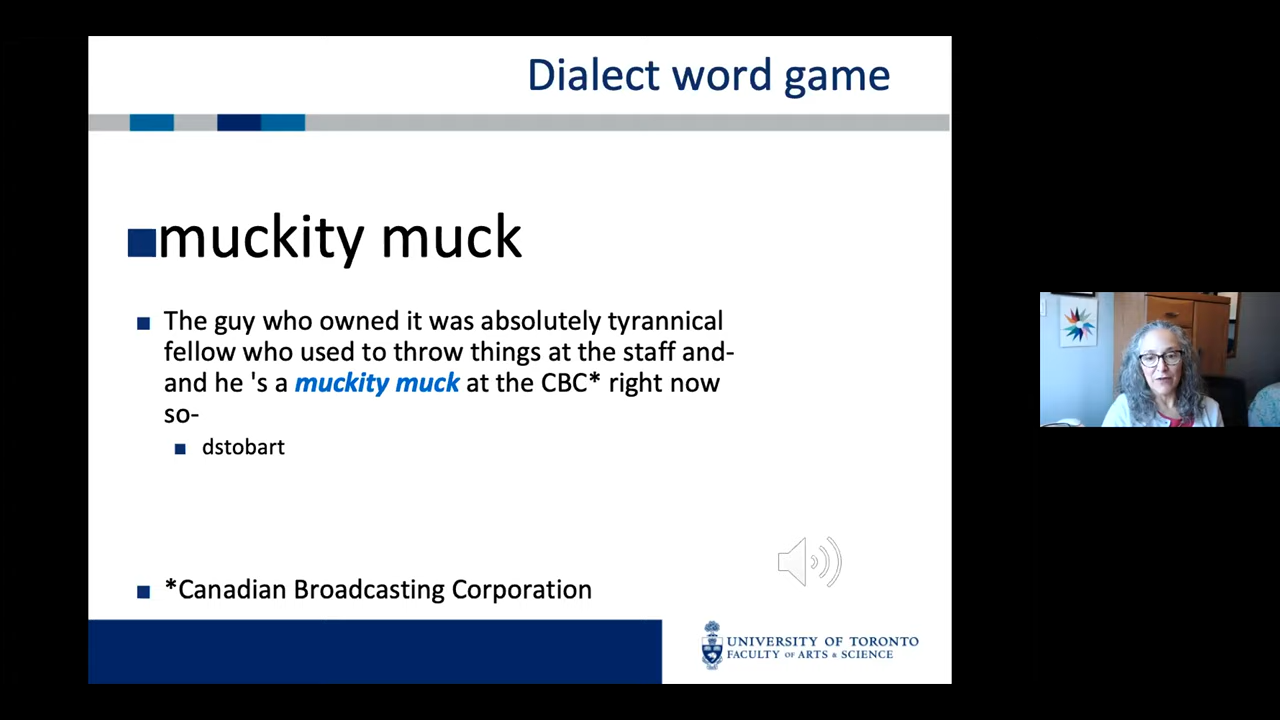 Dialect word game
muckity muck
The guy who owned it was absolutely tyrannical
fellow who used to throw things at the staff and-
and he 's a muckity muck at the CBC* right now
so-
dstobart
*Canadian Broadcasting Corporation
UNIVERSITY OF TORONTO
FACULTY OF ARTS & SCIENCE